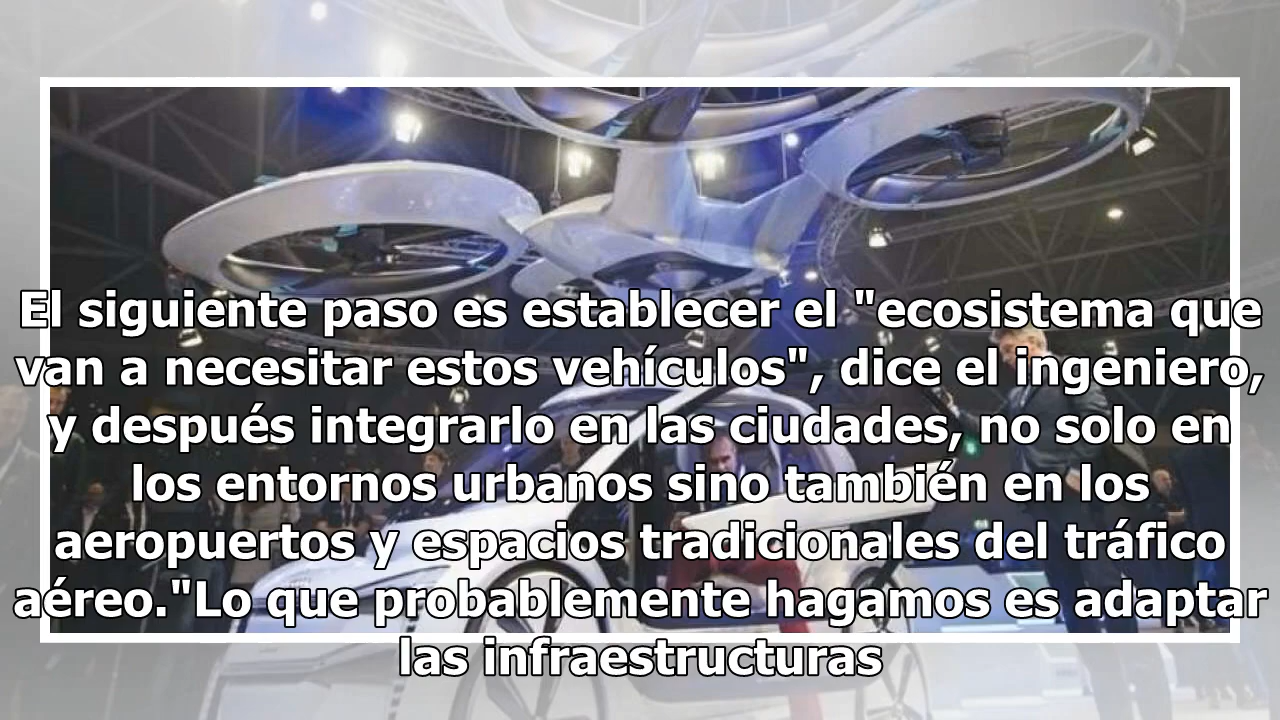 El siguiente paso es establecer el "ecosistema que
van a necesitar estos vehículos", dice el ingeniero,
y después integrarlo en las ciudades, no solo en
los entornos urbanos sino también en los
aeropuertos y espacios tradicionales del tráfico
aéreo."Lo que probablemente hagamos es adaptar
las infraestructuras